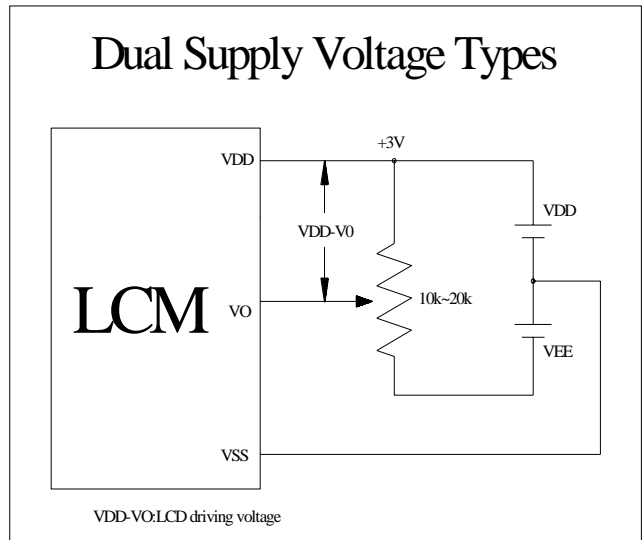 Dual Supply Voltage Types
+3V
VDD
VDD
VDD-V0
LCM
VO
10k~20k
VEE
VSS
VDD-VO:LCD driving voltage